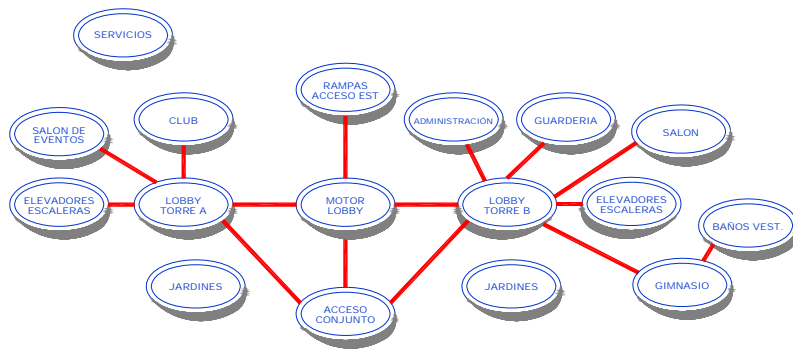 SERVICIOS
RAMPAS
ACCESO EST
SALON DE
EVENTOS
CLUB
ADMINISTRACIÓN
GUARDERIA
SALON
ELEVADORES
ESCALERAS
LOBBY
TORRE A
MOTOR
LOBBY
LOBBY
TORRE B
ELEVADORES
ESCALERAS
BAÑOS VEST.
JARDINES
ACCESO
CONJUNTO
JARDINES
GIMNASIO